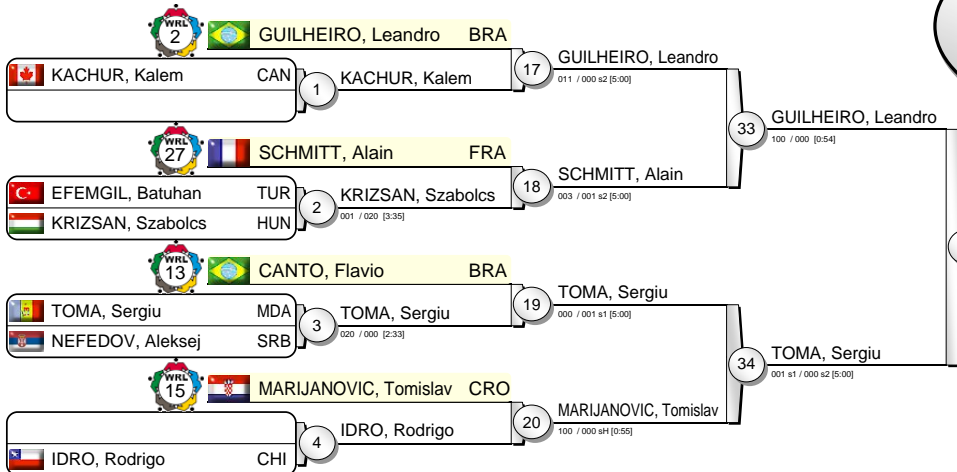 WRL
2
GUILHEIRO, Leandro BRA
KACHUR, Kalem CAN
1
KACHUR, Kalem
17
GUILHEIRO, Leandro
011 / 000 s2 [5:00]
WRL
27
SCHMITT, Alain FRA
EFEMGIL, Batuhan TUR
KRIZSAN, Szabolcs HUN
2
KRIZSAN, Szabolcs
001 / 020 [3:35]
18
SCHMITT, Alain
003 / 001 s2 [5:00]
33
GUILHEIRO, Leandro
100 / 000 [0:54]
WRL
13
CANTO, Flavio BRA
TOMA, Sergiu MDA
NEFEDOV, Aleksej SRB
3
TOMA, Sergiu
020 / 000 [2:33]
19
TOMA, Sergiu
000 / 001 s1 [5:00]
WRL
15
MARIJANOVIC, Tomislav CRO
IDRO, Rodrigo CHI
4
IDRO, Rodrigo
20
MARIJANOVIC, Tomislav
100 / 000 sH [0:55]
34
TOMA, Sergiu
001 s1 / 000 s2 [5:00]